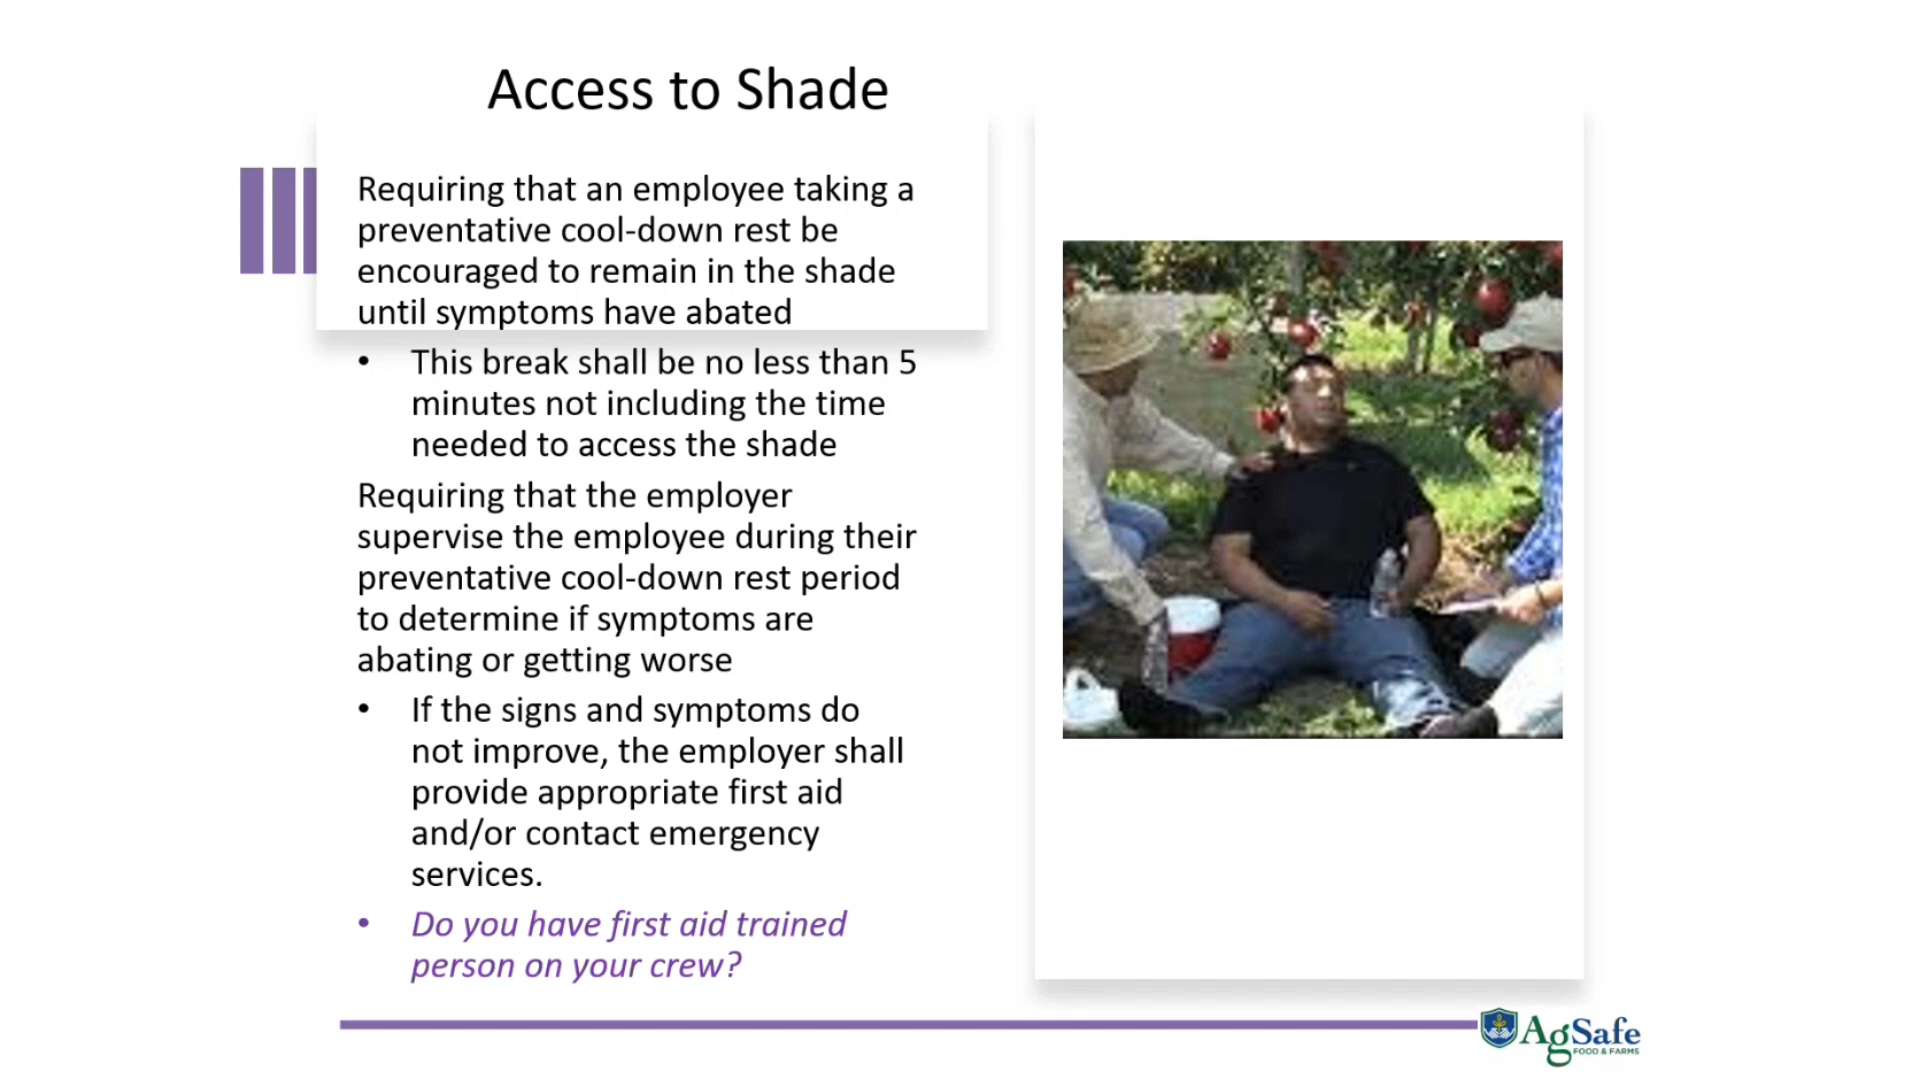 Access to Shade
Requiring that an employee taking a
preventative cool-down rest be
encouraged to remain in the shade
until symptoms have abated
• This break shall be no less than 5
minutes not including the time
needed to access the shade
Requiring that the employer
supervise the employee during their
preventative cool-down rest period
to determine if symptoms are
abating or getting worse
• If the signs and symptoms do
not improve, the employer shall
provide appropriate first aid
and/or contact emergency
services.
• Do you have first aid trained
person on your crew?
AgSafe
FOOD & FARMS